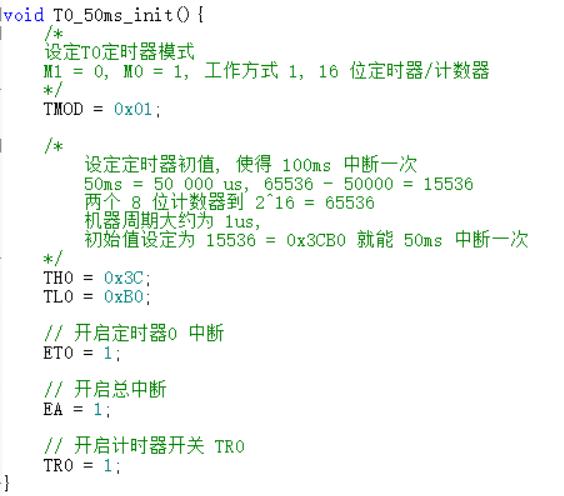 void T0_50ms_init(){
/*
设定T0定时器模式
M1 = 0, M0 = 1, 工作方式 1, 16 位定时器/计数器
*/
TMOD = 0x01;
/*
设定定时器初值, 使得 100ms 中断一次
50ms = 50 000 us, 65536 - 50000 = 15536
两个 8 位计数器到 2^16 = 65536
机器周期大约为 1us,
初始值设定为 15536 = 0x3CB0 就能 50ms 中断一次
*/
TH0 = 0x3C;
TL0 = 0xB0;
// 开启定时器0 中断
ET0 = 1;
// 开启总中断
EA = 1;
// 开启计时器开关 TR0
TR0 = 1;
}